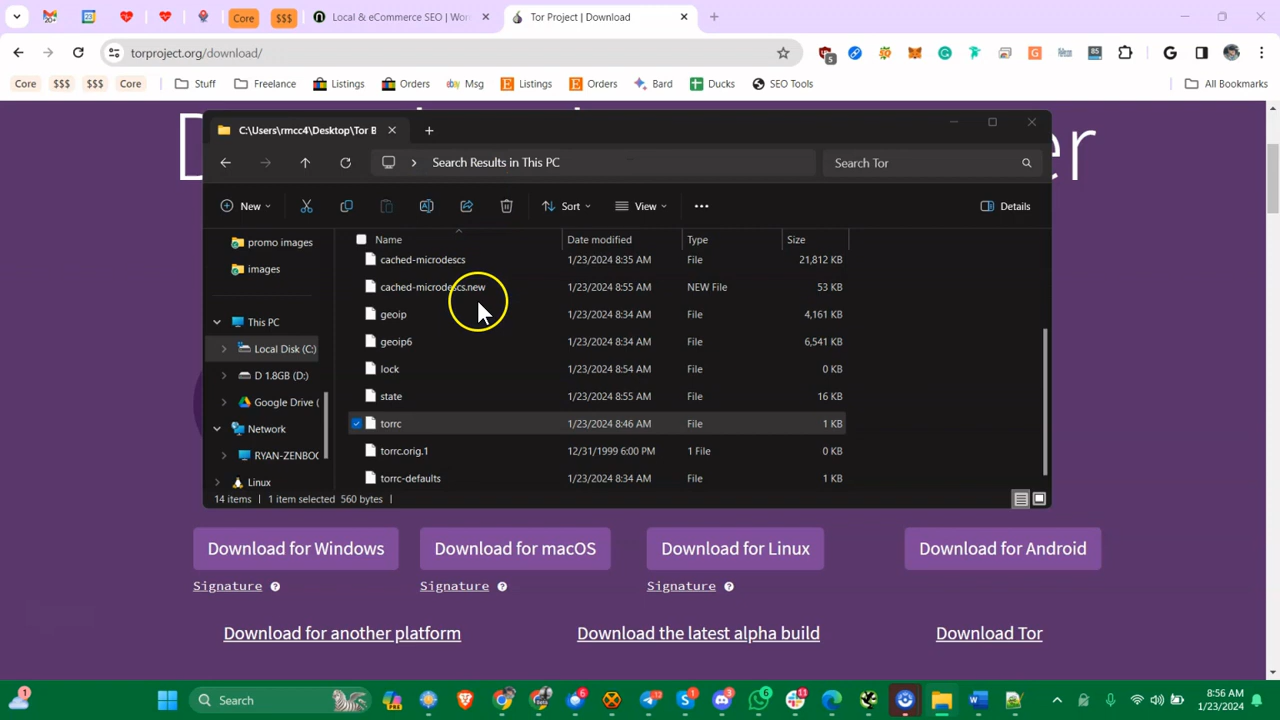 Core
$$$
Local & eCommerce SEO | Wor
Tor Project | Download
torproject.org/download/
5
85
Core
$$$
$$$
Core
Stuff
Freelance
Listings
Orders
Msg
Listings
Orders
Bard
Ducks
SEO Tools
All Bookmarks
C:\Users\rmcc4\Desktop\Tor B
Search Results in This PC
Search Tor
New
Sort
View
Details
promo images
images
This PC
Local Disk (C:)
D 1.8GB (D:)
Google Drive (
Network
RYAN-ZENBOO
Linux
Name
Date modified
Type
Size
cached-microdescs
1/23/2024 8:35 AM
File
21,812 KB
cached-microdescs.new
1/23/2024 8:55 AM
NEW File
53 KB
geoip
1/23/2024 8:34 AM
File
4,161 KB
geoip6
1/23/2024 8:34 AM
File
6,541 KB
lock
1/23/2024 8:54 AM
File
0 KB
state
1/23/2024 8:55 AM
File
16 KB
torrc
1/23/2024 8:46 AM
File
1 KB
torrc.orig.1
12/31/1999 6:00 PM
1 File
0 KB
torrc-defaults
1/23/2024 8:34 AM
File
1 KB
14 items
1 item selected 560 bytes
Download for Windows
Download for macOS
Download for Linux
Download for Android
Signature
Signature
Signature
Download for another platform
Download the latest alpha build
Download Tor
1
Search
6
12
1
3
6
11
8:56 AM
1/23/2024